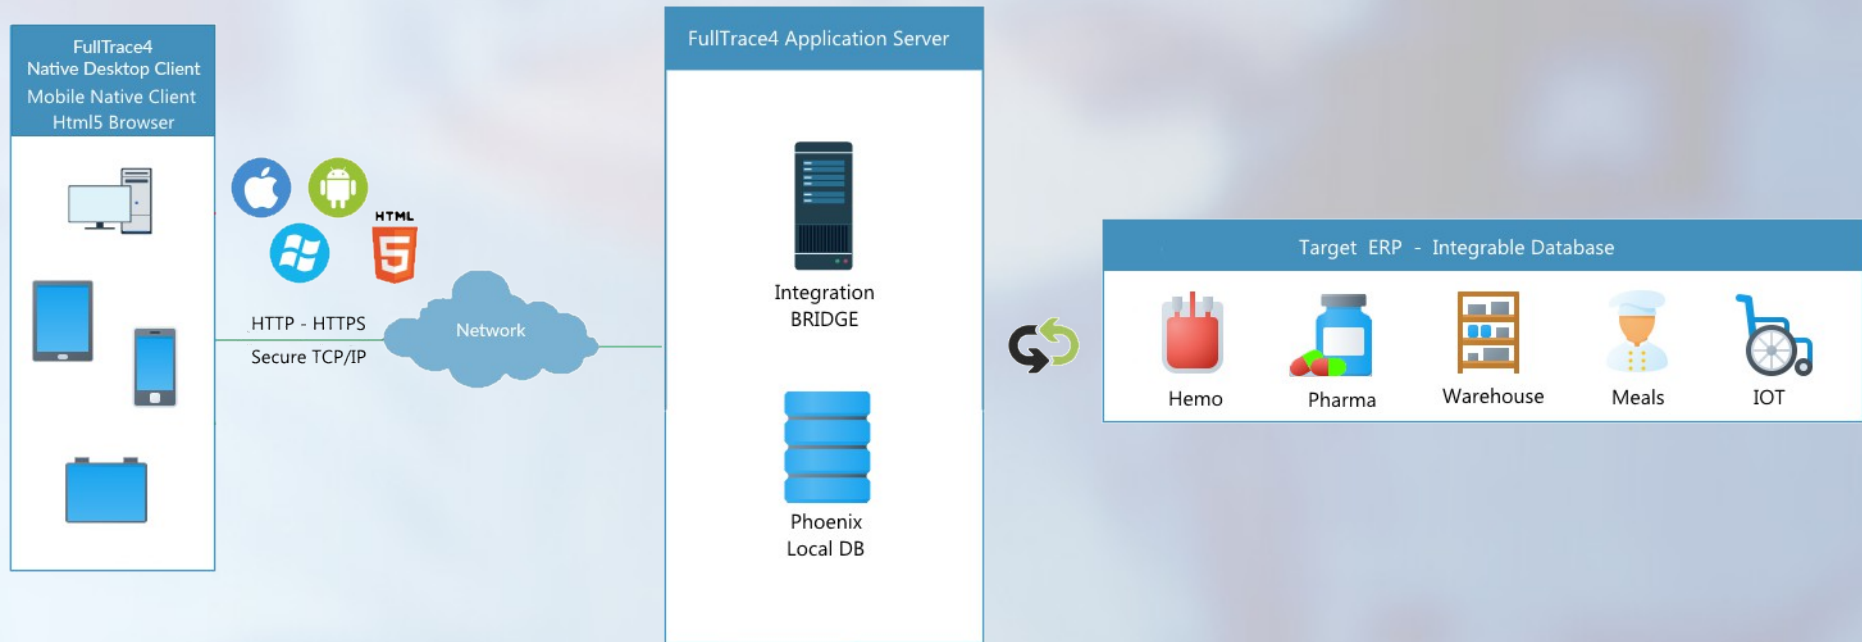 FullTrace4
Native Desktop Client
Mobile Native Client
Html5 Browser
HTML
5
HTTP - HTTPS
Secure TCP/IP
Network
FullTrace4 Application Server
Integration
BRIDGE
Phoenix
Local DB
Target ERP - Integrable Database
Hemo
Pharma
Warehouse
Meals
IOT